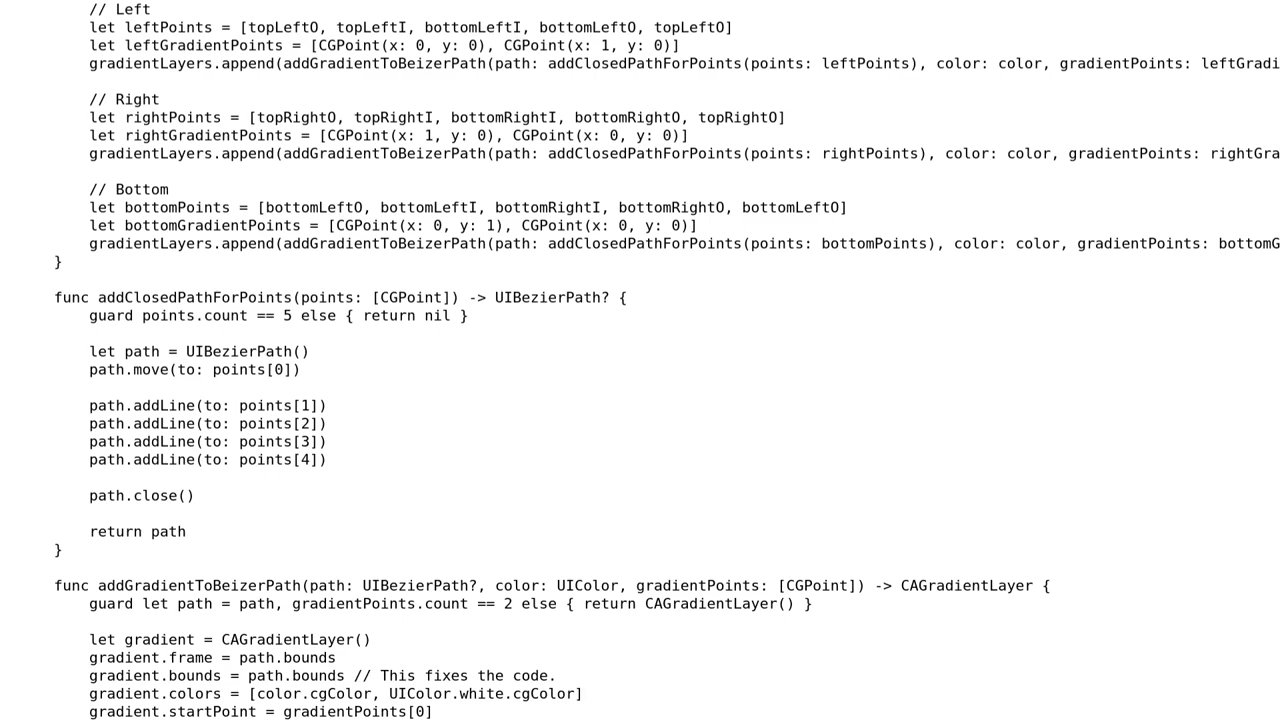 // Left
let leftPoints = [topLeftO, topLeftI, bottomLeftI, bottomLeftO, topLeftO]
let leftGradientPoints = [CGPoint(x: 0, y: 0), CGPoint(x: 1, y: 0)]
gradientLayers.append(addGradientToBeizerPath(path: addClosedPathForPoints(points: leftPoints), color: color, gradientPoints: leftGradi
// Right
let rightPoints = [topRightO, topRightI, bottomRightI, bottomRightO, topRightO]
let rightGradientPoints = [CGPoint(x: 1, y: 0), CGPoint(x: 0, y: 0)]
gradientLayers.append(addGradientToBeizerPath(path: addClosedPathForPoints(points: rightPoints), color: color, gradientPoints: rightGra
// Bottom
let bottomPoints = [bottomLeftO, bottomLeftI, bottomRightI, bottomRightO, bottomLeftO]
let bottomGradientPoints = [CGPoint(x: 0, y: 1), CGPoint(x: 0, y: 0)]
gradientLayers.append(addGradientToBeizerPath(path: addClosedPathForPoints(points: bottomPoints), color: color, gradientPoints: bottomG
}
func addClosedPathForPoints(points: [CGPoint]) -> UIBezierPath? {
guard points.count == 5 else { return nil }
let path = UIBezierPath()
path.move(to: points[0])
path.addLine(to: points[1])
path.addLine(to: points[2])
path.addLine(to: points[3])
path.addLine(to: points[4])
path.close()
return path
}
func addGradientToBeizerPath(path: UIBezierPath?, color: UIColor, gradientPoints: [CGPoint]) -> CAGradientLayer {
guard let path = path, gradientPoints.count == 2 else { return CAGradientLayer() }
let gradient = CAGradientLayer()
gradient.frame = path.bounds
gradient.bounds = path.bounds // This fixes the code.
gradient.colors = [color.cgColor, UIColor.white.cgColor]
gradient.startPoint = gradientPoints[0]